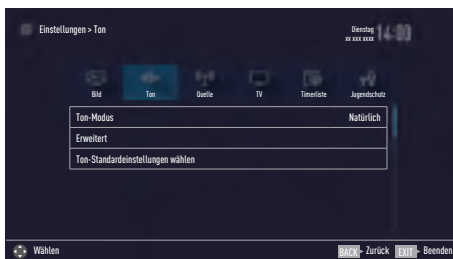 Einstellungen > Ton
Dienstag
xx xxx xxxx
14:00
Bild
Ton
Quelle
TV
Timerliste
Jugendschutz
Ton-Modus
Natürlich
Erweitert
Ton-Standardeinstellungen wählen
Wählen
BACK
Zurück
EXIT
Beenden